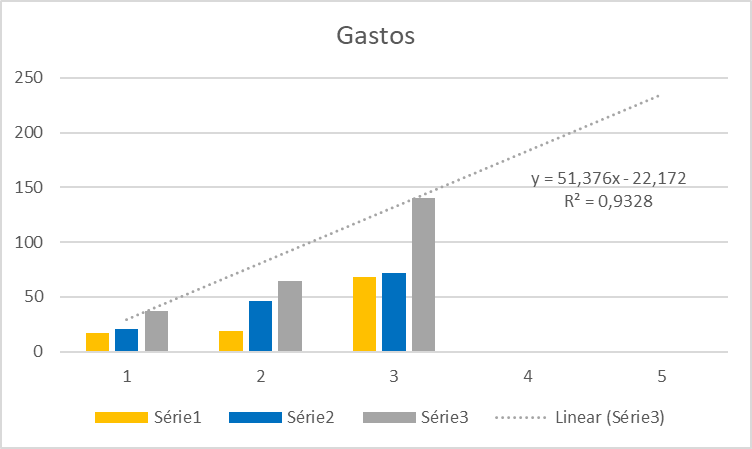 Gastos
250
200
150
y = 51,376x - 22,172
R² = 0,9328
100
50
0
1 2 3 4 5
Série1 Série2 Série3 Linear (Série3)